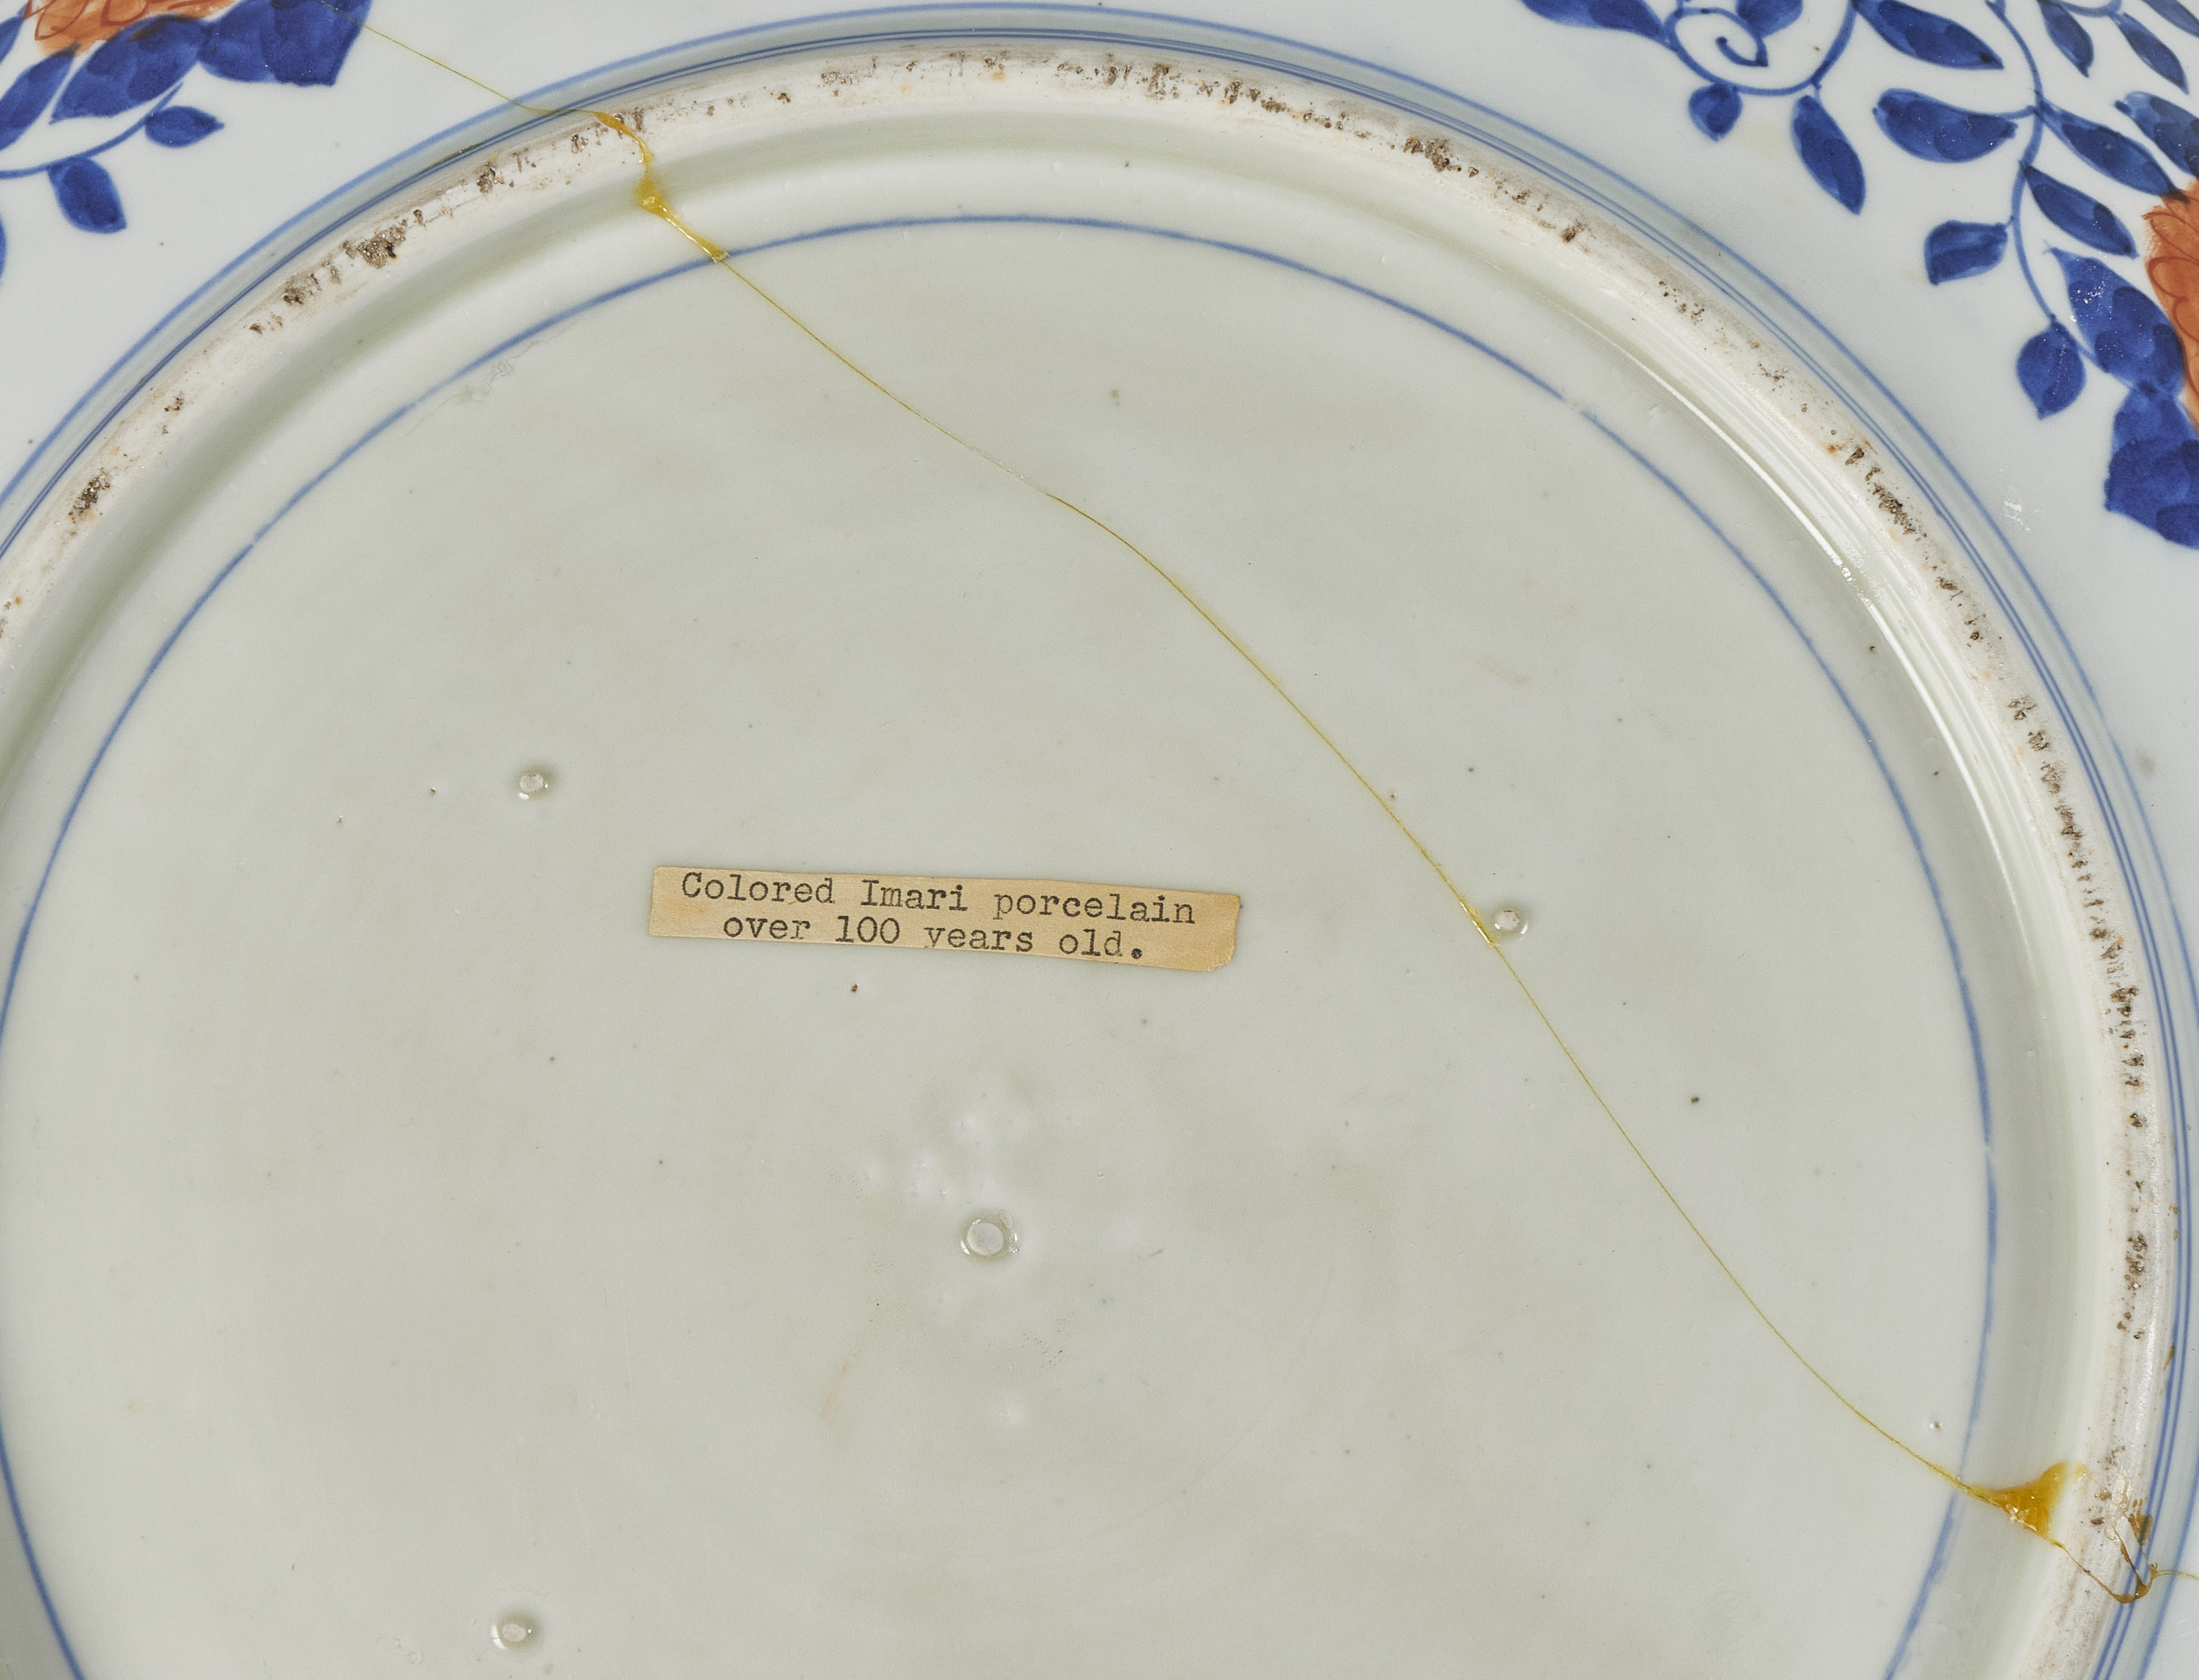 Colored Imari porcelain
over 100 years old.